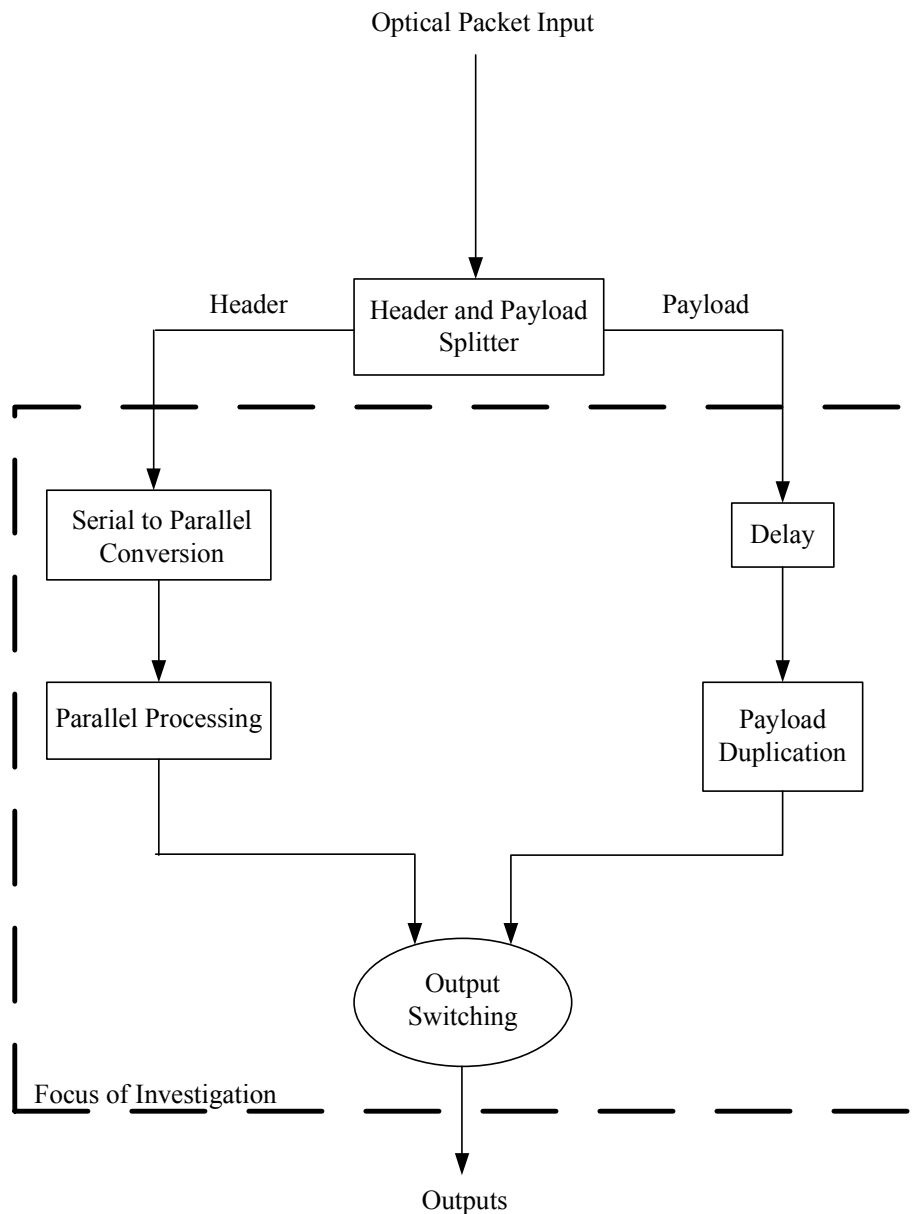 Optical Packet Input
Header
Header and Payload
Splitter
Payload
Serial to Parallel
Conversion
Delay
Parallel Processing
Payload
Duplication
Output
Switching
Focus of Investigation
Outputs